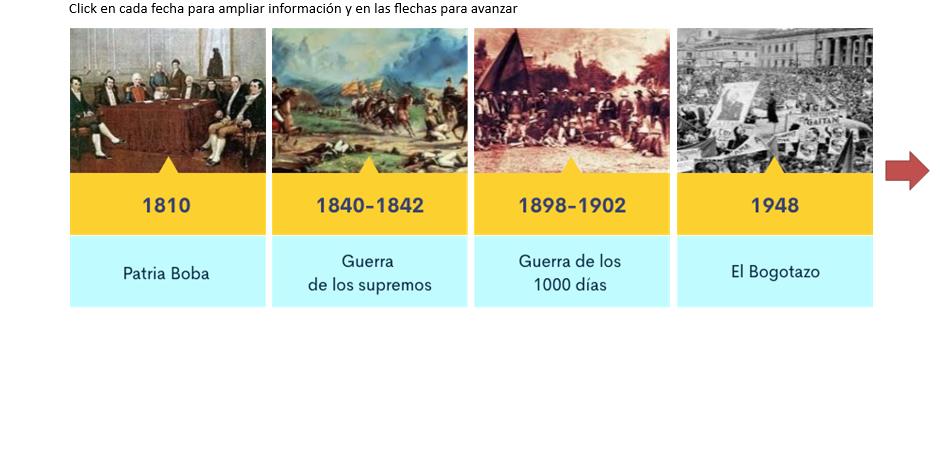 Click en cada fecha para ampliar información y en las flechas para avanzar
GAITAN
1810
1840-1842
1898-1902
1948
Patria Boba
Guerra
de los supremos
Guerra de los
1000 días
El Bogotazo